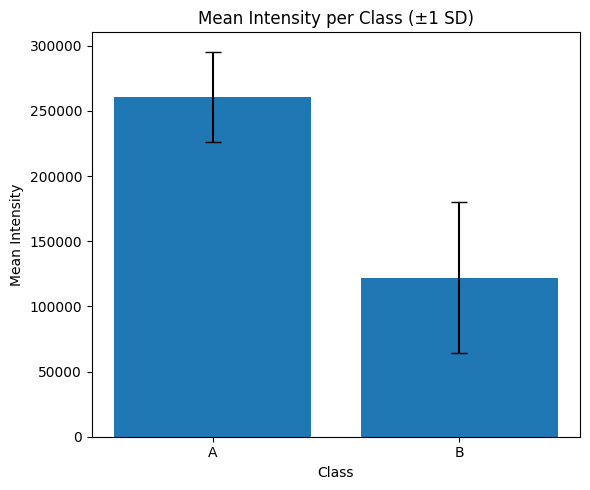 Mean Intensity per Class (±1 SD)
300000
250000
200000
150000
100000
50000
0
Mean Intensity
A
B
Class